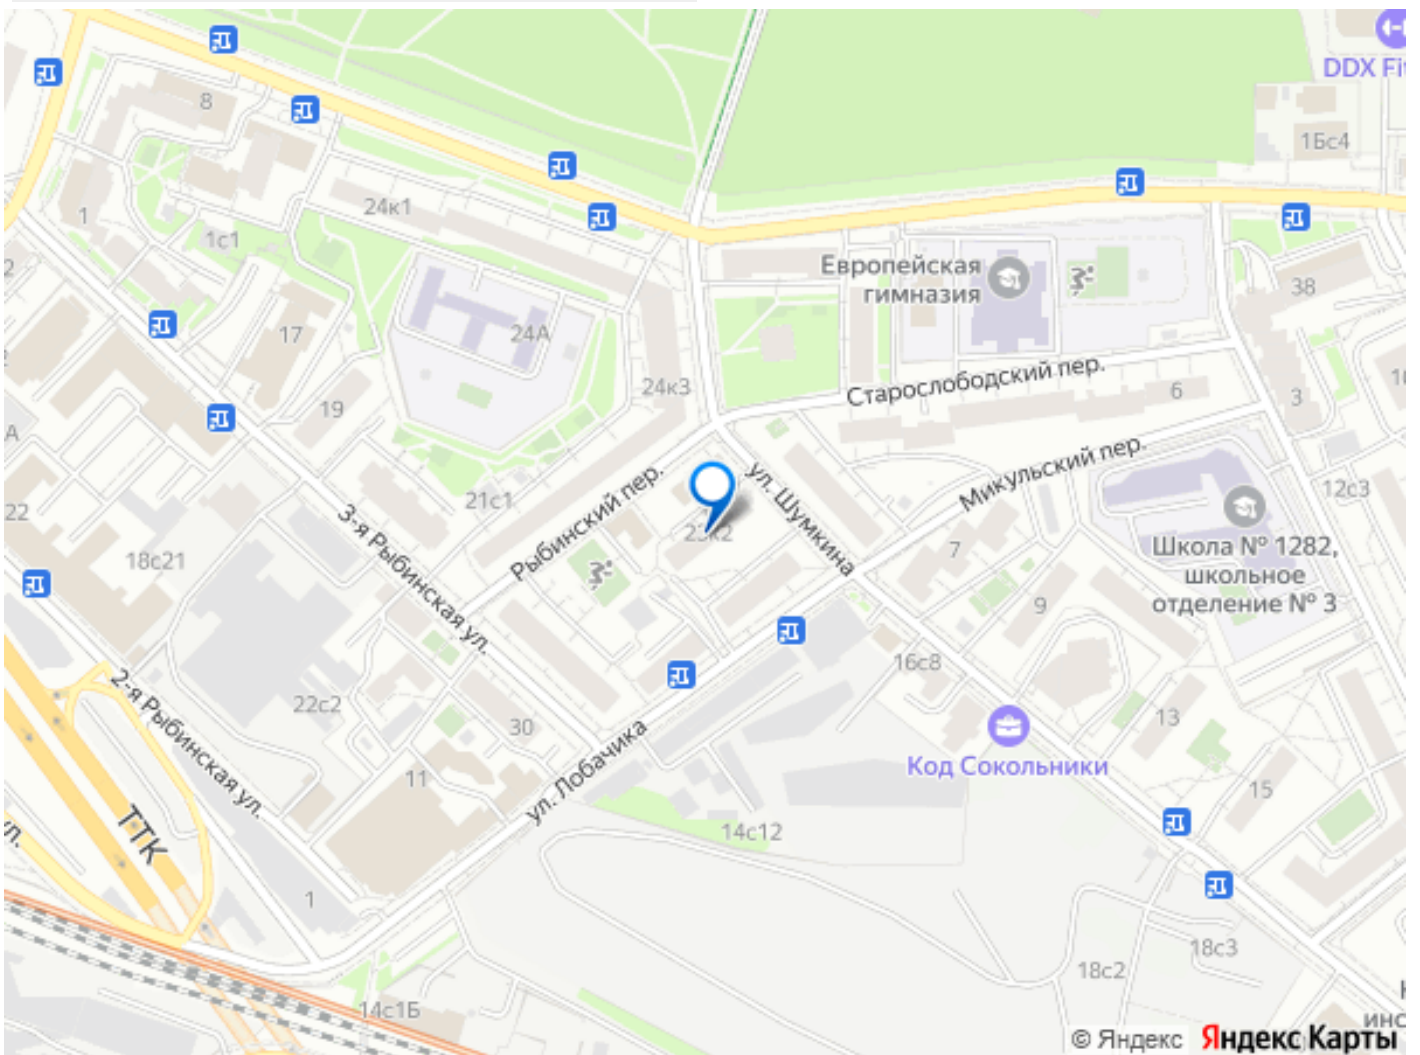 DDX Fi
8
1Бс4
24к1
1
1с1
2
Европейская
гимназия
38
17
24А
24к3
Старослободский пер.
6
3
19
А
Микульский пер.
ул. Шумкина
Рыбинский пер.
21с1
12с3
22
3-я Рыбинская ул.
18с21
7
Школа № 1282,
школьное
отделение № 3
9
16с8
2-я Рыбинская ул.
22с2
30
13
Код Сокольники
11
ул. Лобачика
15
ТТК
ул.
14с12
1
18с3
18с2
14с1Б
инс
© Яндекс Яндекс Карты